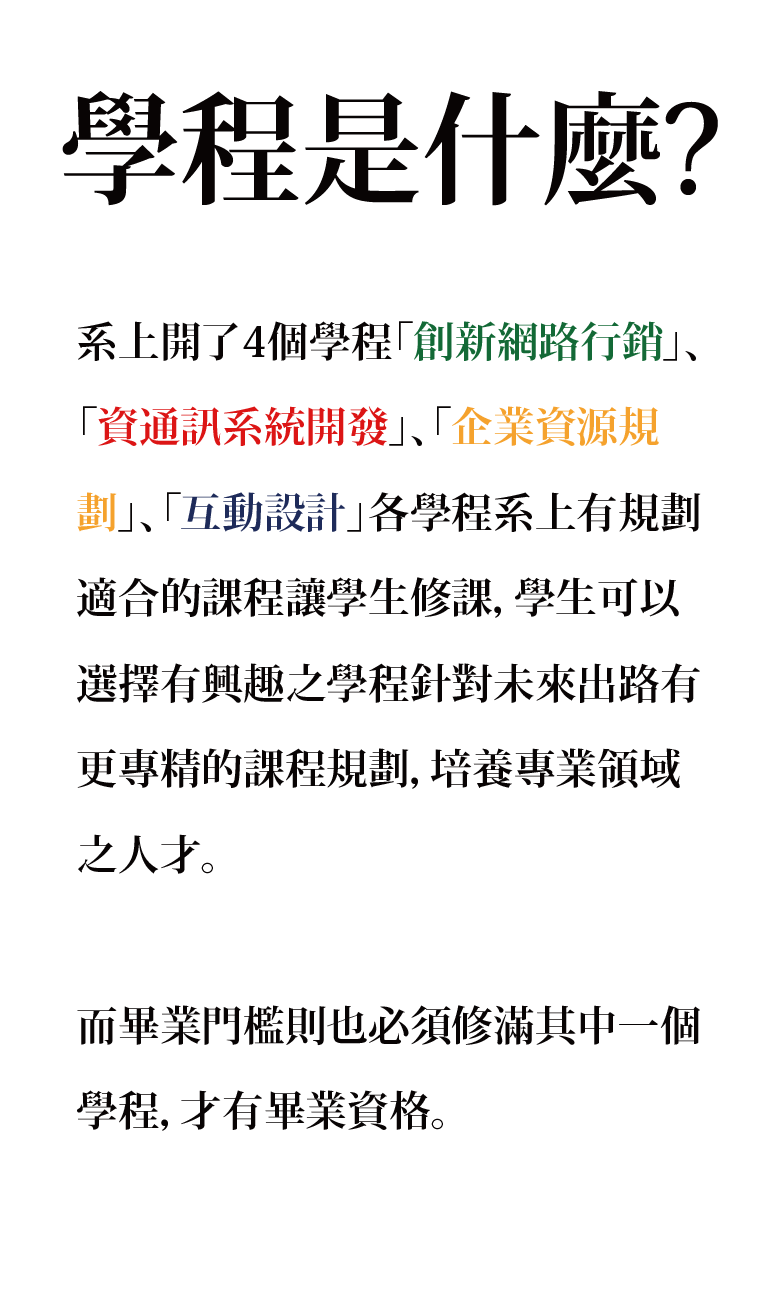 學程是什麼?
系上開了4個學程「創新網路行銷」、
「資通訊系統開發」、「企業資源規
劃」、「互動設計」各學程系上有規劃
適合的課程讓學生修課, 學生可以
選擇有興趣之學程針對未來出路有
更專精的課程規劃, 培養專業領域
之人才。
而畢業門檻則也必須修滿其中一個
學程, 才有畢業資格。